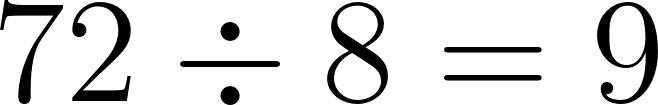 72 ÷ 8 = 9